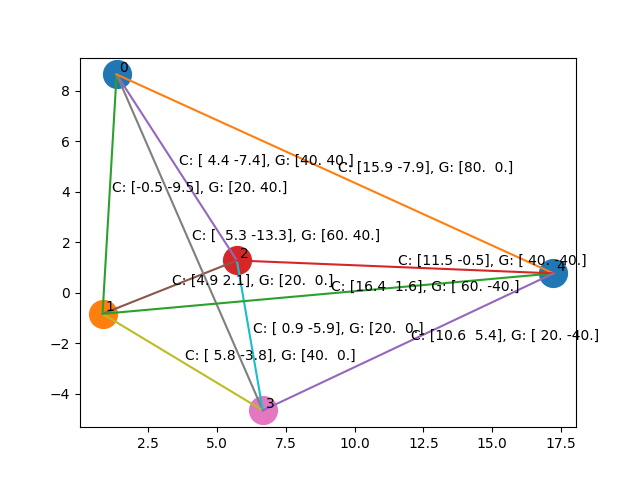 8
6
4
2
0
−2
−4
0
C: [ 4.4 -7.4], G: [40. 40.]
C: [15.9 -7.9], G: [80.  0.]
C: [-0.5 -9.5], G: [20. 40.]
C: [  5.3 -13.3], G: [60. 40.]
2
C: [11.5 -0.5], G: [ 40. -40.]
4
C: [4.9 2.1], G: [20.  0.]
C: [16.4  1.6], G: [ 60. -40.]
1
C: [ 0.9 -5.9], G: [20.  0.]
C: [10.6  5.4], G: [ 20. -40.]
C: [ 5.8 -3.8], G: [40.  0.]
3
2.5 5.0 7.5 10.0 12.5 15.0 17.5